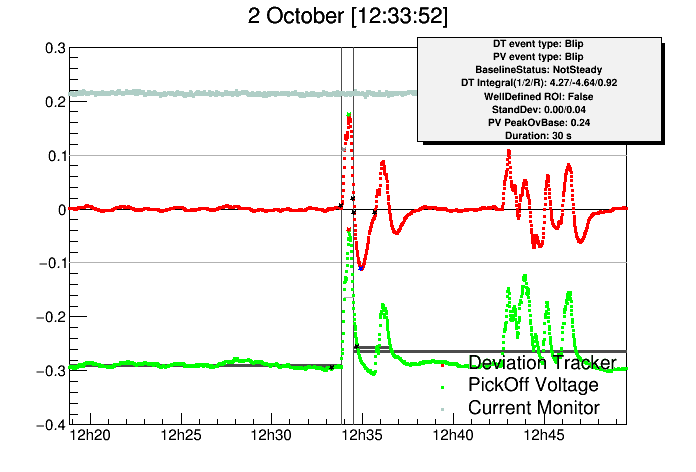 2 October [12:33:52]
DT event type: Blip
PV event type: Blip
BaselineStatus: NotSteady
DT Integral(1/2/R): 4.27/-4.64/0.92
WellDefined ROI: False
StandDev: 0.00/0.04
PV PeakOvBase: 0.24
Duration: 30 s
0.3
0.2
0.1
0
−0.1
−0.2
−0.3
−0.4
Deviation Tracker
PickOff Voltage
Current Monitor
12h20 12h25 12h30 12h35 12h40 12h45